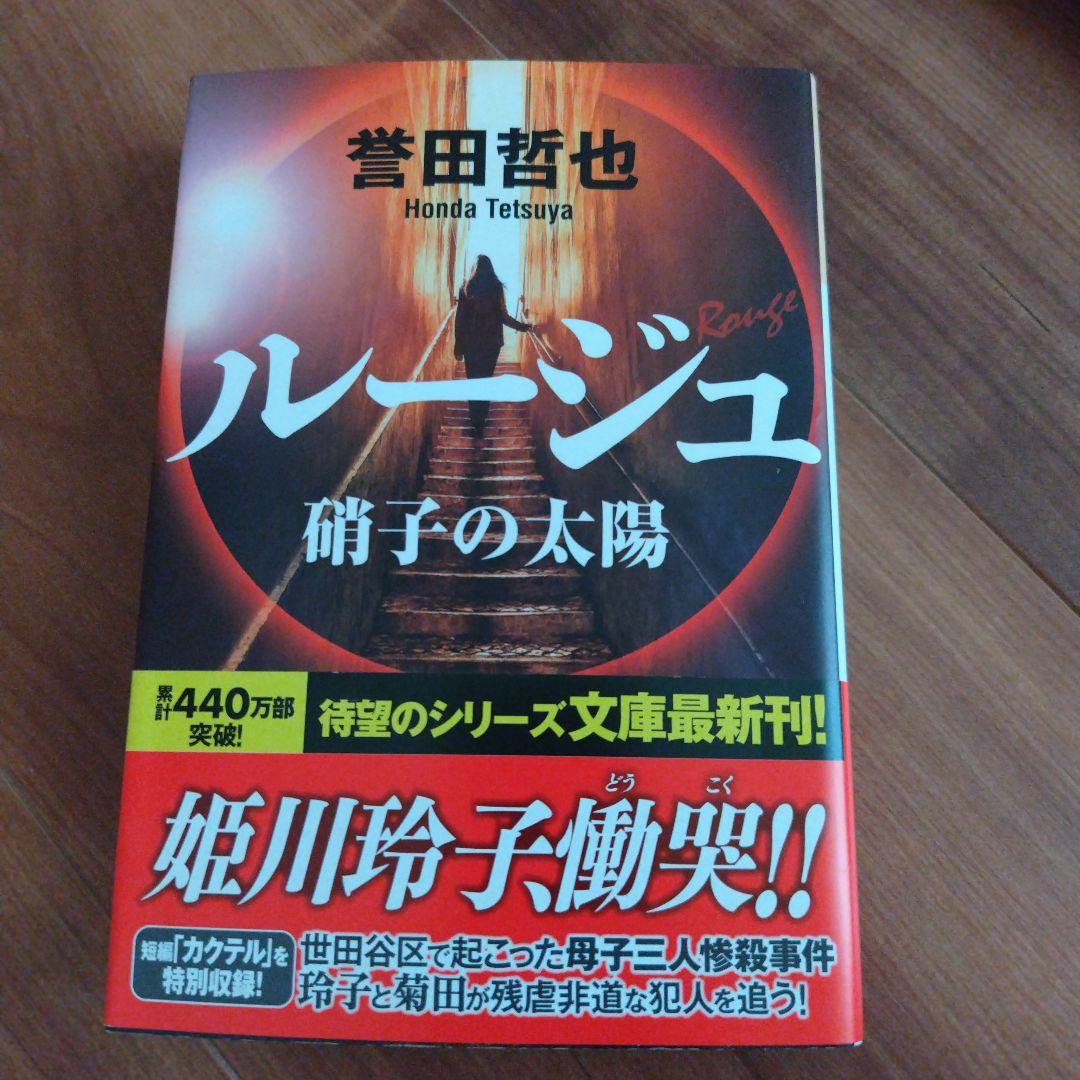 誉田哲也
Honda Tetsuya
Rouge
ルージュ
硝子の太陽
累計440万部
突破!
待望のシリーズ文庫最新刊!
どう こく
姫川玲子、慟哭!!
短編「カクテル」を
特別収録!
世田谷区で起こった母子三人惨殺事件
玲子と菊田が残虐非道な犯人を追う!